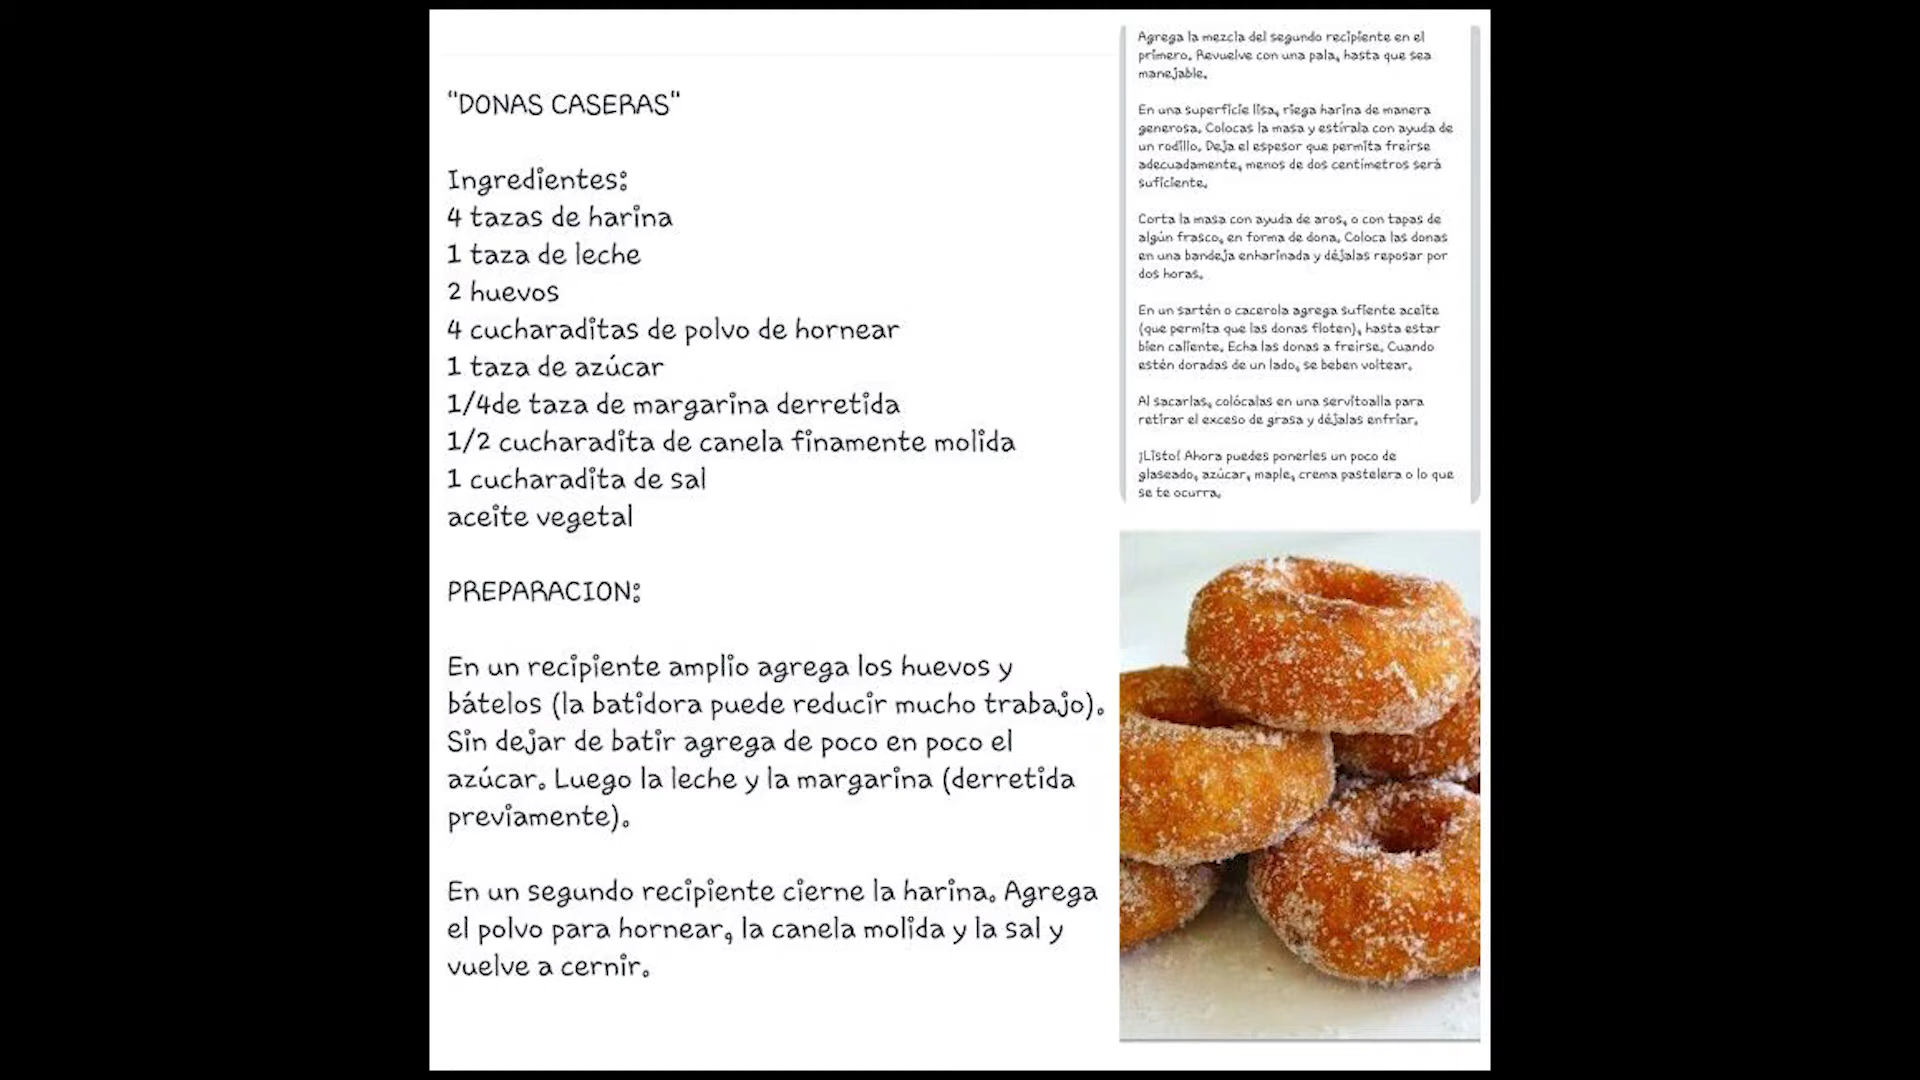 "DONAS CASERAS"
Ingredientes:
4 tazas de harina
1 taza de leche
2 huevos
4 cucharaditas de polvo de hornear
1 taza de azúcar
1/4de taza de margarina derretida
1/2 cucharadita de canela finamente molida
1 cucharadita de sal
aceite vegetal
PREPARACION:
En un recipiente amplio agrega los huevos y
bátelos (la batidora puede reducir mucho trabajo).
Sin dejar de batir agrega de poco en poco el
azúcar. Luego la leche y la margarina (derretida
previamente).
En un segundo recipiente cierne la harina. Agrega
el polvo para hornear, la canela molida y la sal y
vuelve a cernir.
Agrega la mezcla del segundo recipiente en el
primero. Revuelve con una pala, hasta que sea
manejable.
En una superficie lisa, riega harina de manera
generosa. Colocas la masa y estírala con ayuda de
un rodillo. Deja el espesor que permita freirse
adecuadamente, menos de dos centímetros será
suficiente.
Corta la masa con ayuda de aros, o con tapas de
algún frasco, en forma de dona. Coloca las donas
en una bandeja enharinada y déjalas reposar por
dos horas.
En un sartén o cacerola agrega sufiente aceite
(que permita que las donas floten), hasta estar
bien caliente. Echa las donas a freirse. Cuando
estén doradas de un lado, se beben voltear.
Al sacarlas, colócalas en una servitoalla para
retirar el exceso de grasa y déjalas enfriar.
¡Listo! Ahora puedes ponerles un poco de
glaseado, azúcar, maple, crema pastelera o lo que
se te ocurra.